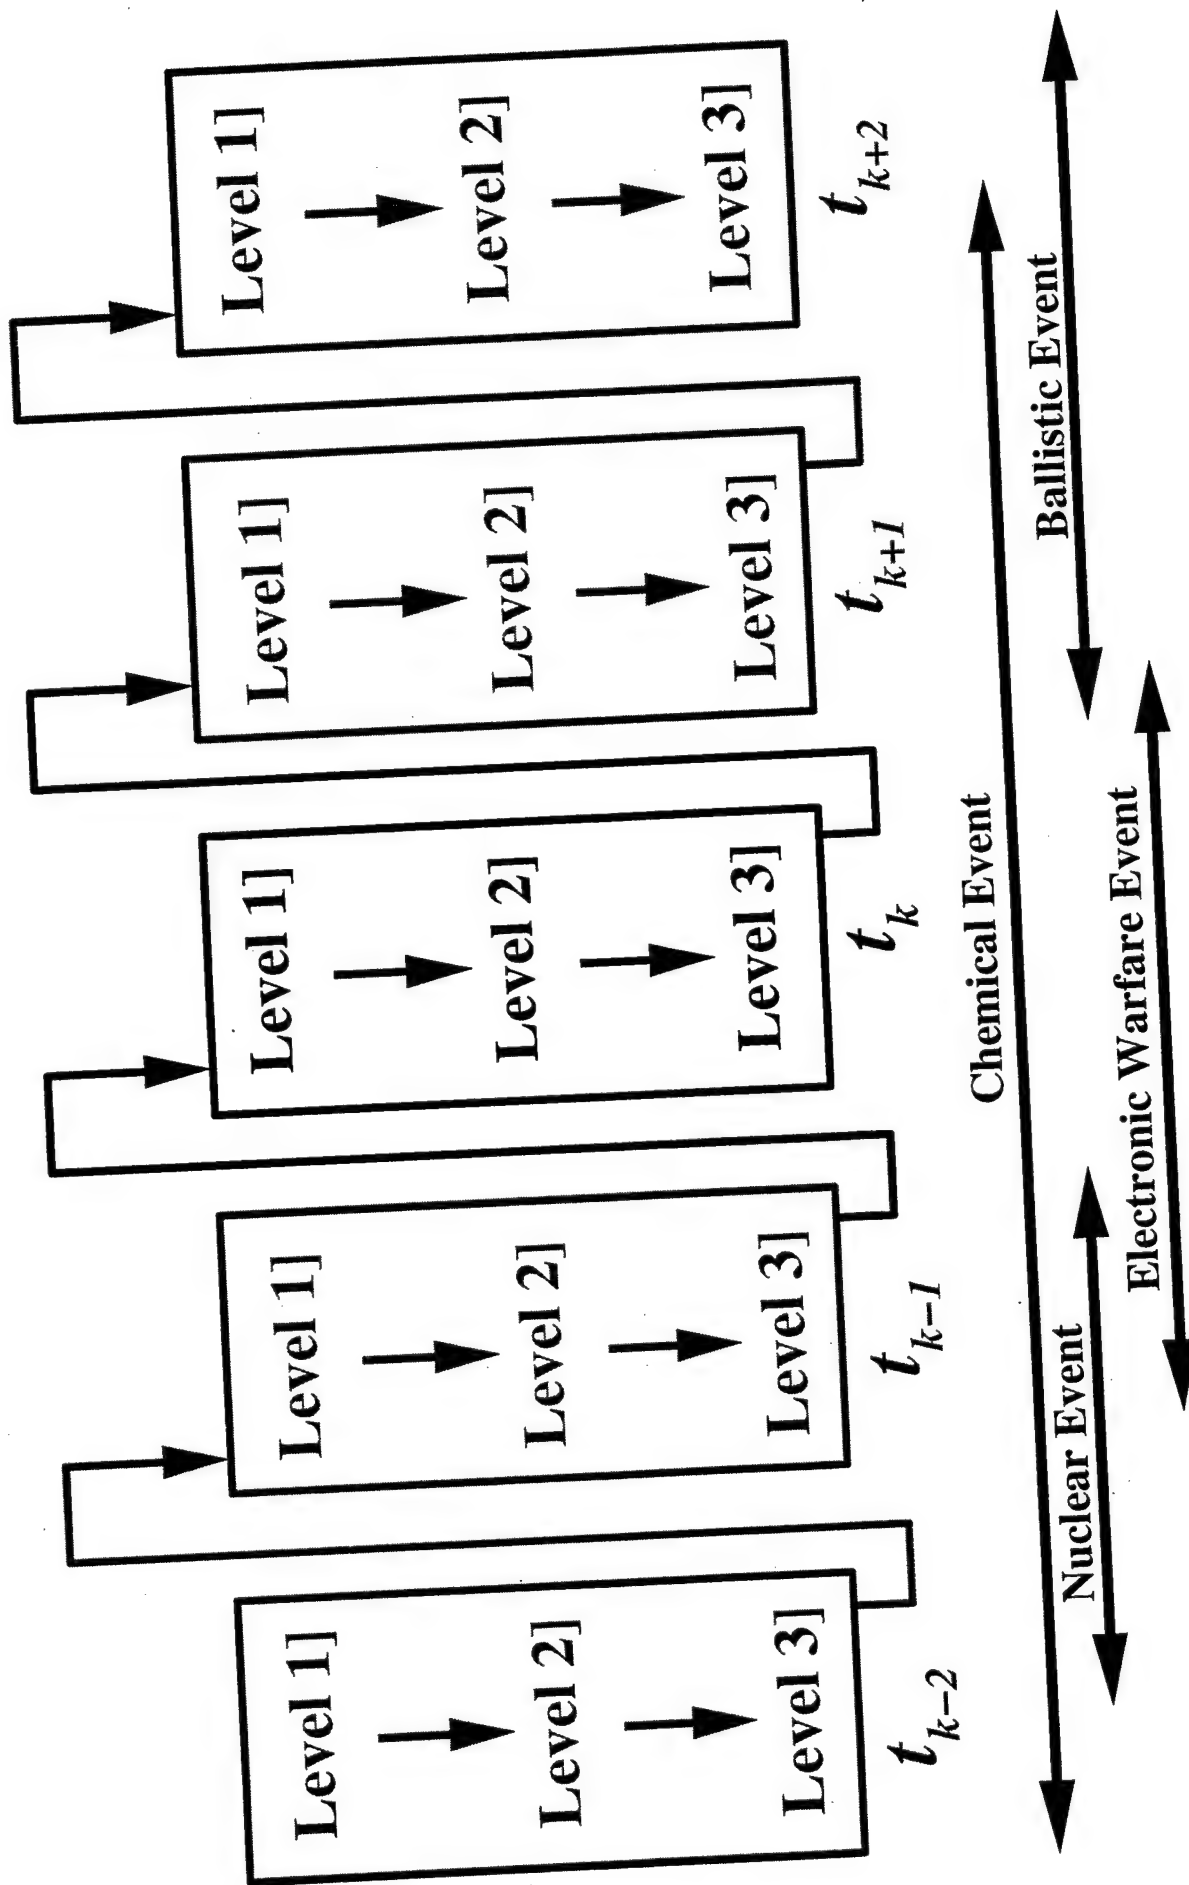 Level 1] Level 1] Level 1] Level 1] Level 1]
Level 2] Level 2] Level 2] Level 2] Level 2]
Level 3] Level 3] Level 3] Level 3] Level 3]
t_{k-2} t_{k-1} t_k t_{k+1} t_{k+2}
Chemical Event
Nuclear Event
Ballistic Event
Electronic Warfare Event